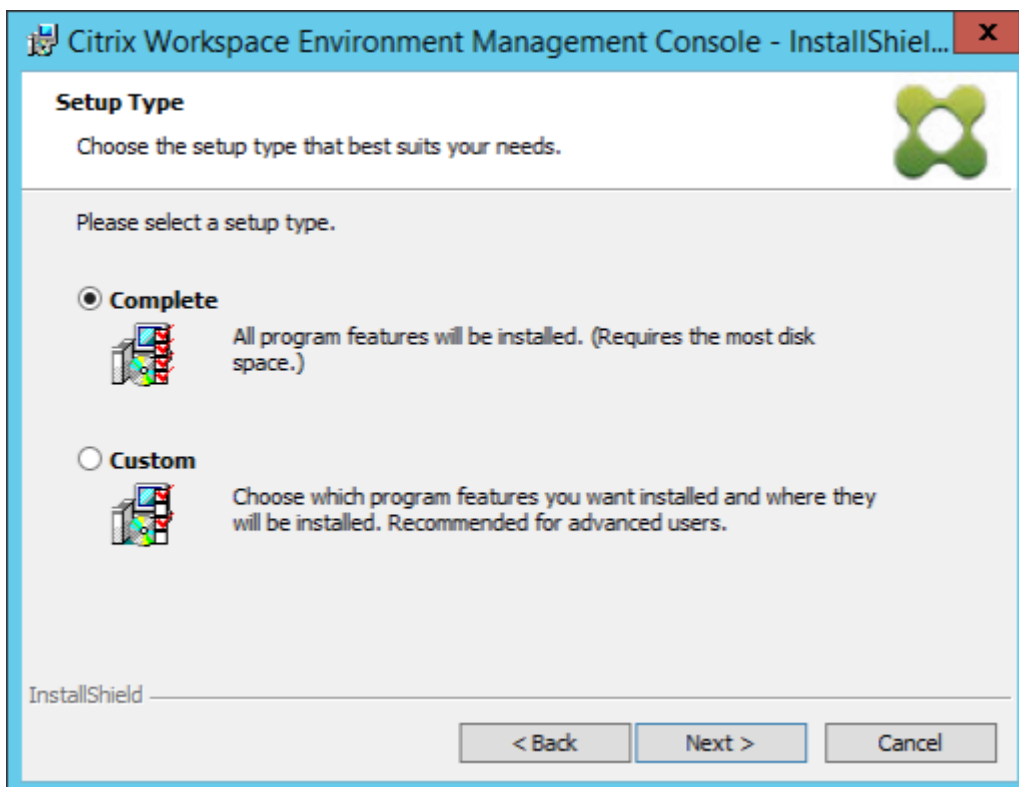 Citrix Workspace Environment Management Console - InstallShiel...
x
Setup Type
Choose the setup type that best suits your needs.
Please select a setup type.
Complete
All program features will be installed. (Requires the most disk
space.)
Custom
Choose which program features you want installed and where they
will be installed. Recommended for advanced users.
InstallShield
< Back
Next >
Cancel